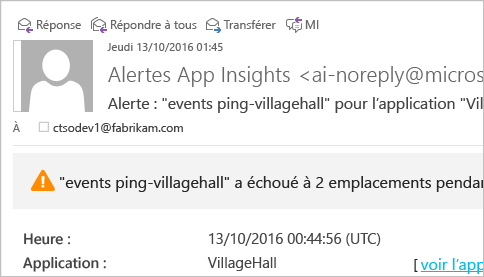 Réponse Répondre à tous Transférer MI
Jeudi 13/10/2016 01:45
Alertes App Insights <ai-noreply@micros
Alerte : "events ping-villagehall" pour l’application "Vil
À ctsodev1@fabrikam.com
"events ping-villagehall" a échoué à 2 emplacements pendan
Heure : 13/10/2016 00:44:56 (UTC)
Application : VillageHall [voir l’app